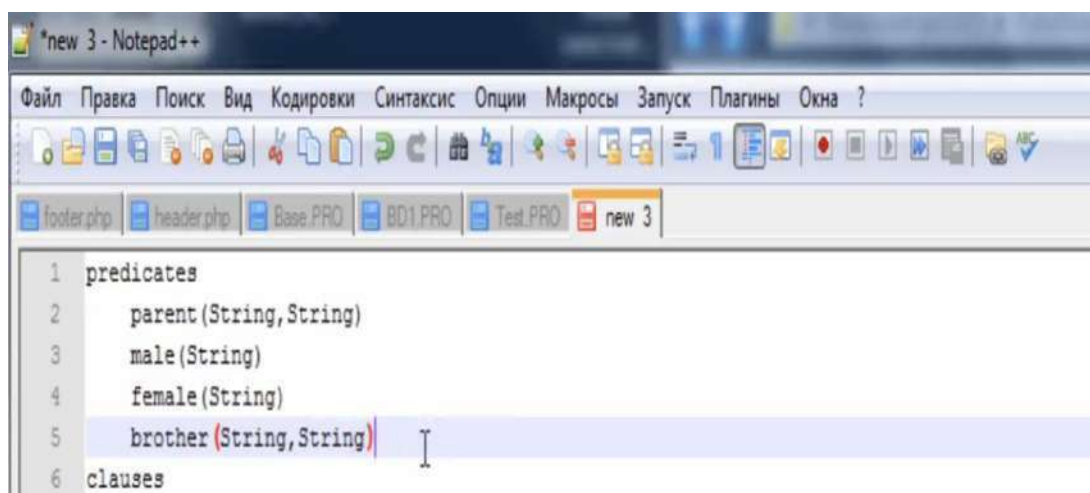 *new 3 - Notepad++
Файл Правка Поиск Вид Кодировки Синтаксис Опции Макросы Запуск Плагины Окна ?
footer.php header.php Base.PRO BD1.PRO Test.PRO new 3
1 predicates
2 parent(String,String)
3 male(String)
4 female(String)
5 brother(String,String)
6 clauses